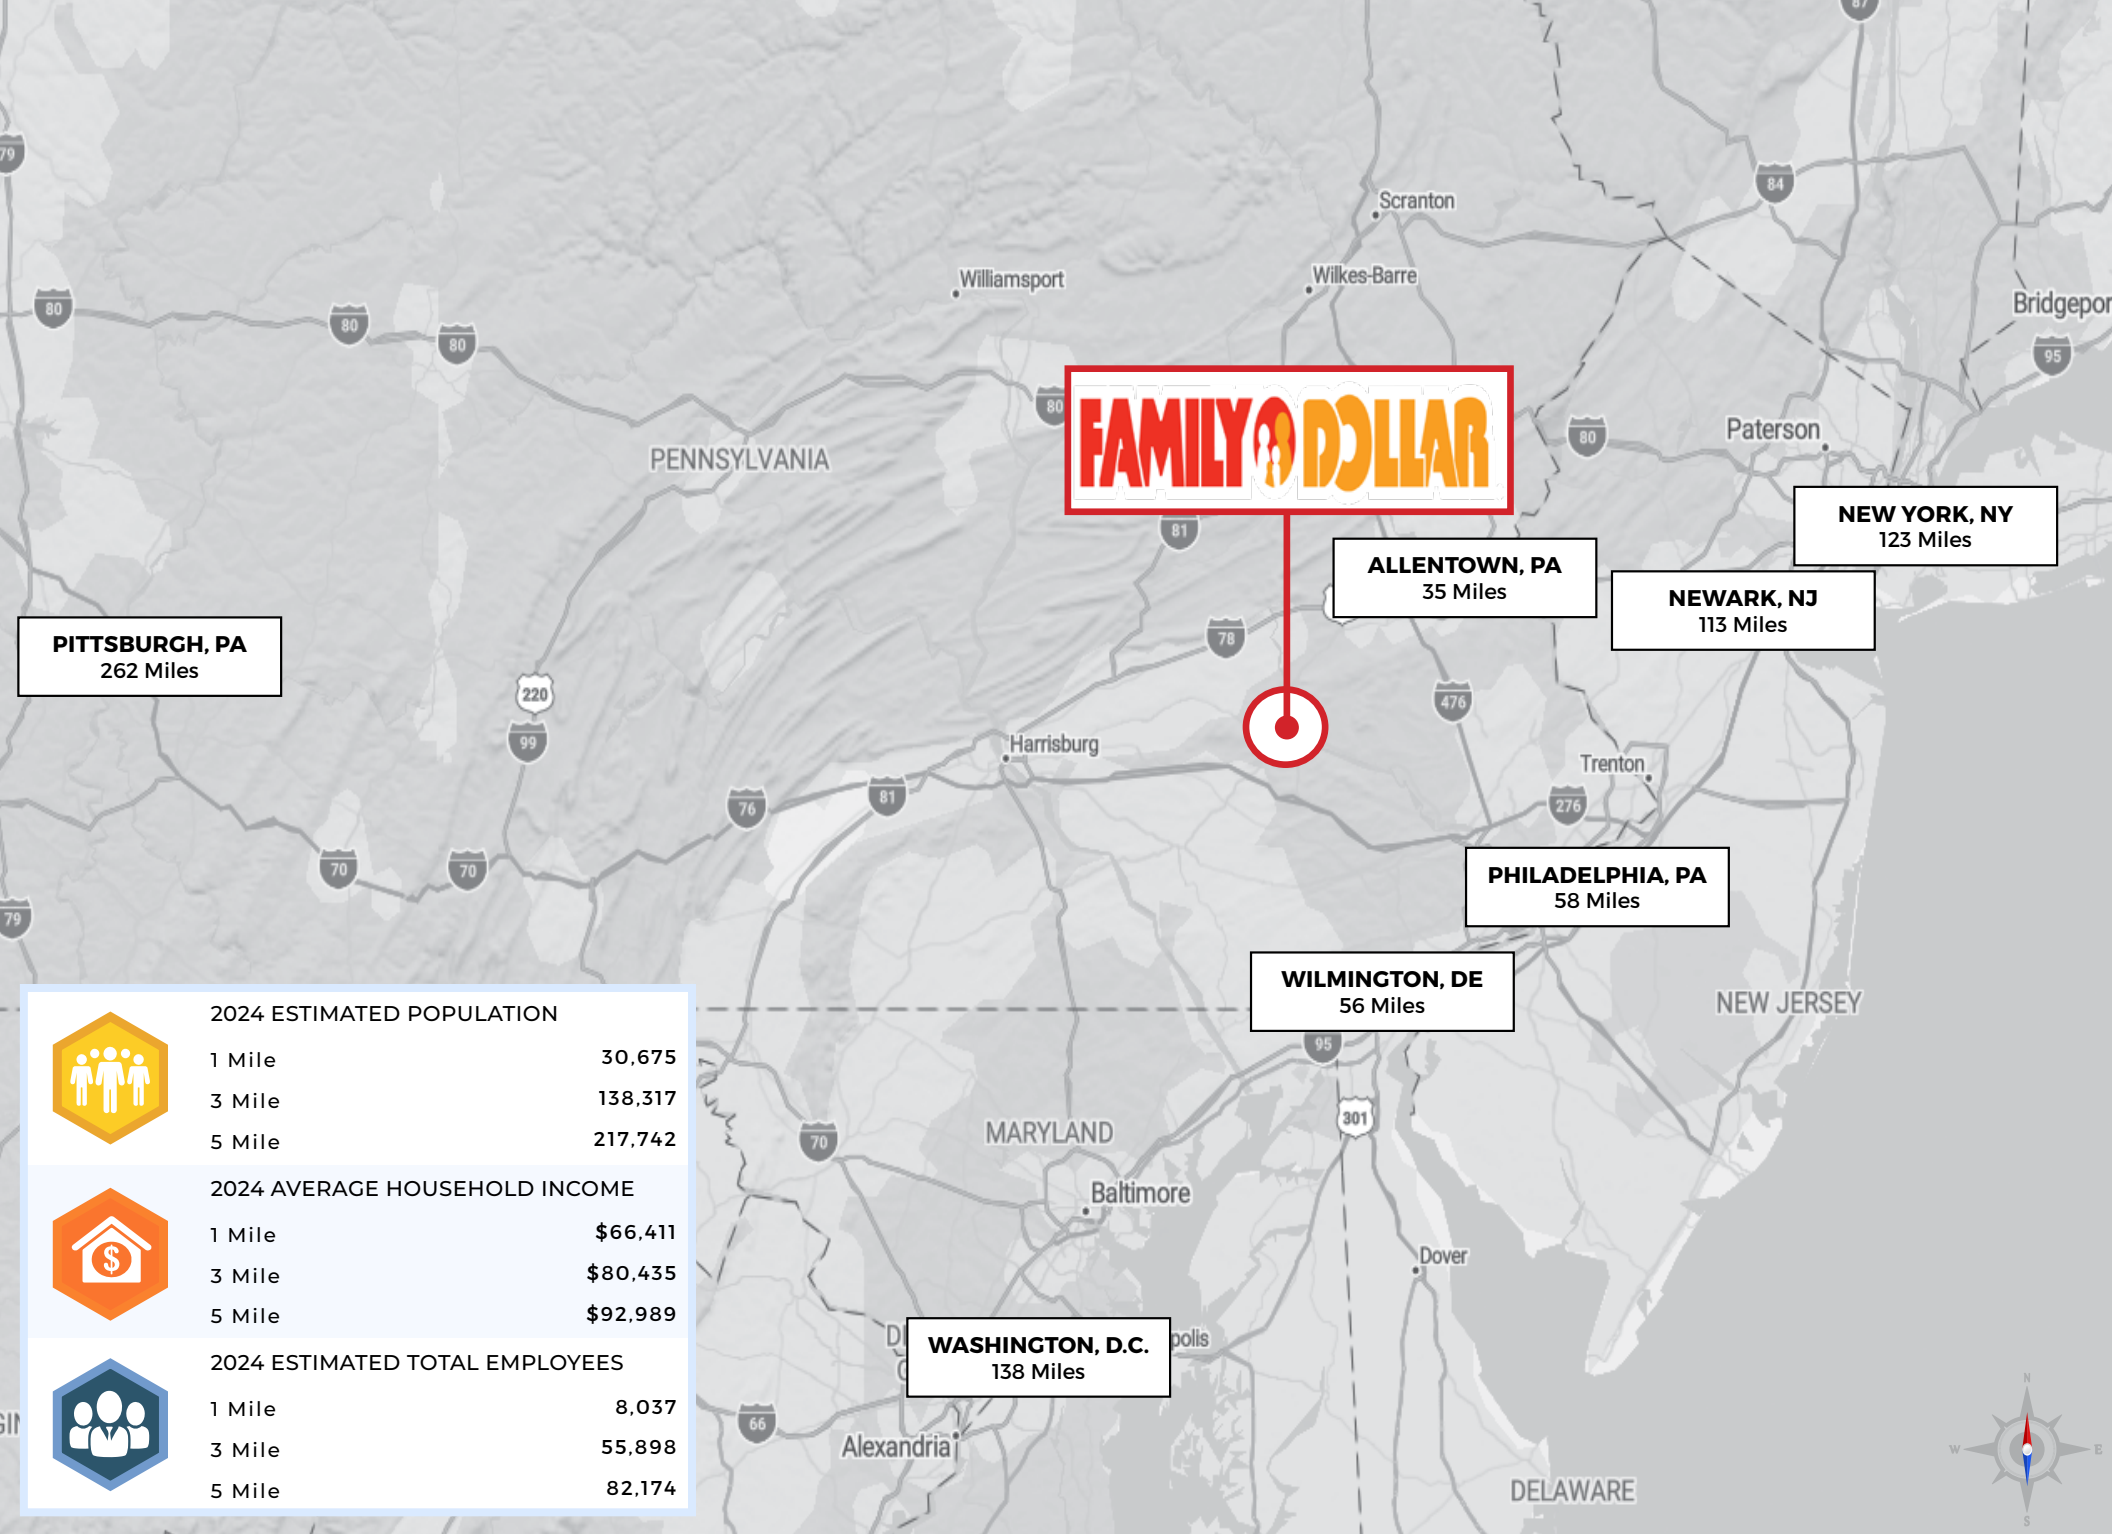 87
79
84
Scranton
Williamsport
Wilkes-Barre
80
80
80
Bridgepor
95
80
FAMILY DOLLAR
80
Paterson
PENNSYLVANIA
NEW YORK, NY
123 Miles
81
ALLENTOWN, PA
35 Miles
NEWARK, NJ
113 Miles
PITTSBURGH, PA
262 Miles
78
220
476
99
Harrisburg
Trenton
76
81
276
70
70
PHILADELPHIA, PA
58 Miles
79
WILMINGTON, DE
56 Miles
NEW JERSEY
95
301
MARYLAND
70
Baltimore
Dover
D
polis
WASHINGTON, D.C.
138 Miles
66
Alexandria
DELAWARE
GIN
2024 ESTIMATED POPULATION
1 Mile 30,675
3 Mile 138,317
5 Mile 217,742
2024 AVERAGE HOUSEHOLD INCOME
$
1 Mile $66,411
3 Mile $80,435
5 Mile $92,989
2024 ESTIMATED TOTAL EMPLOYEES
1 Mile 8,037
3 Mile 55,898
5 Mile 82,174
N
W E
S